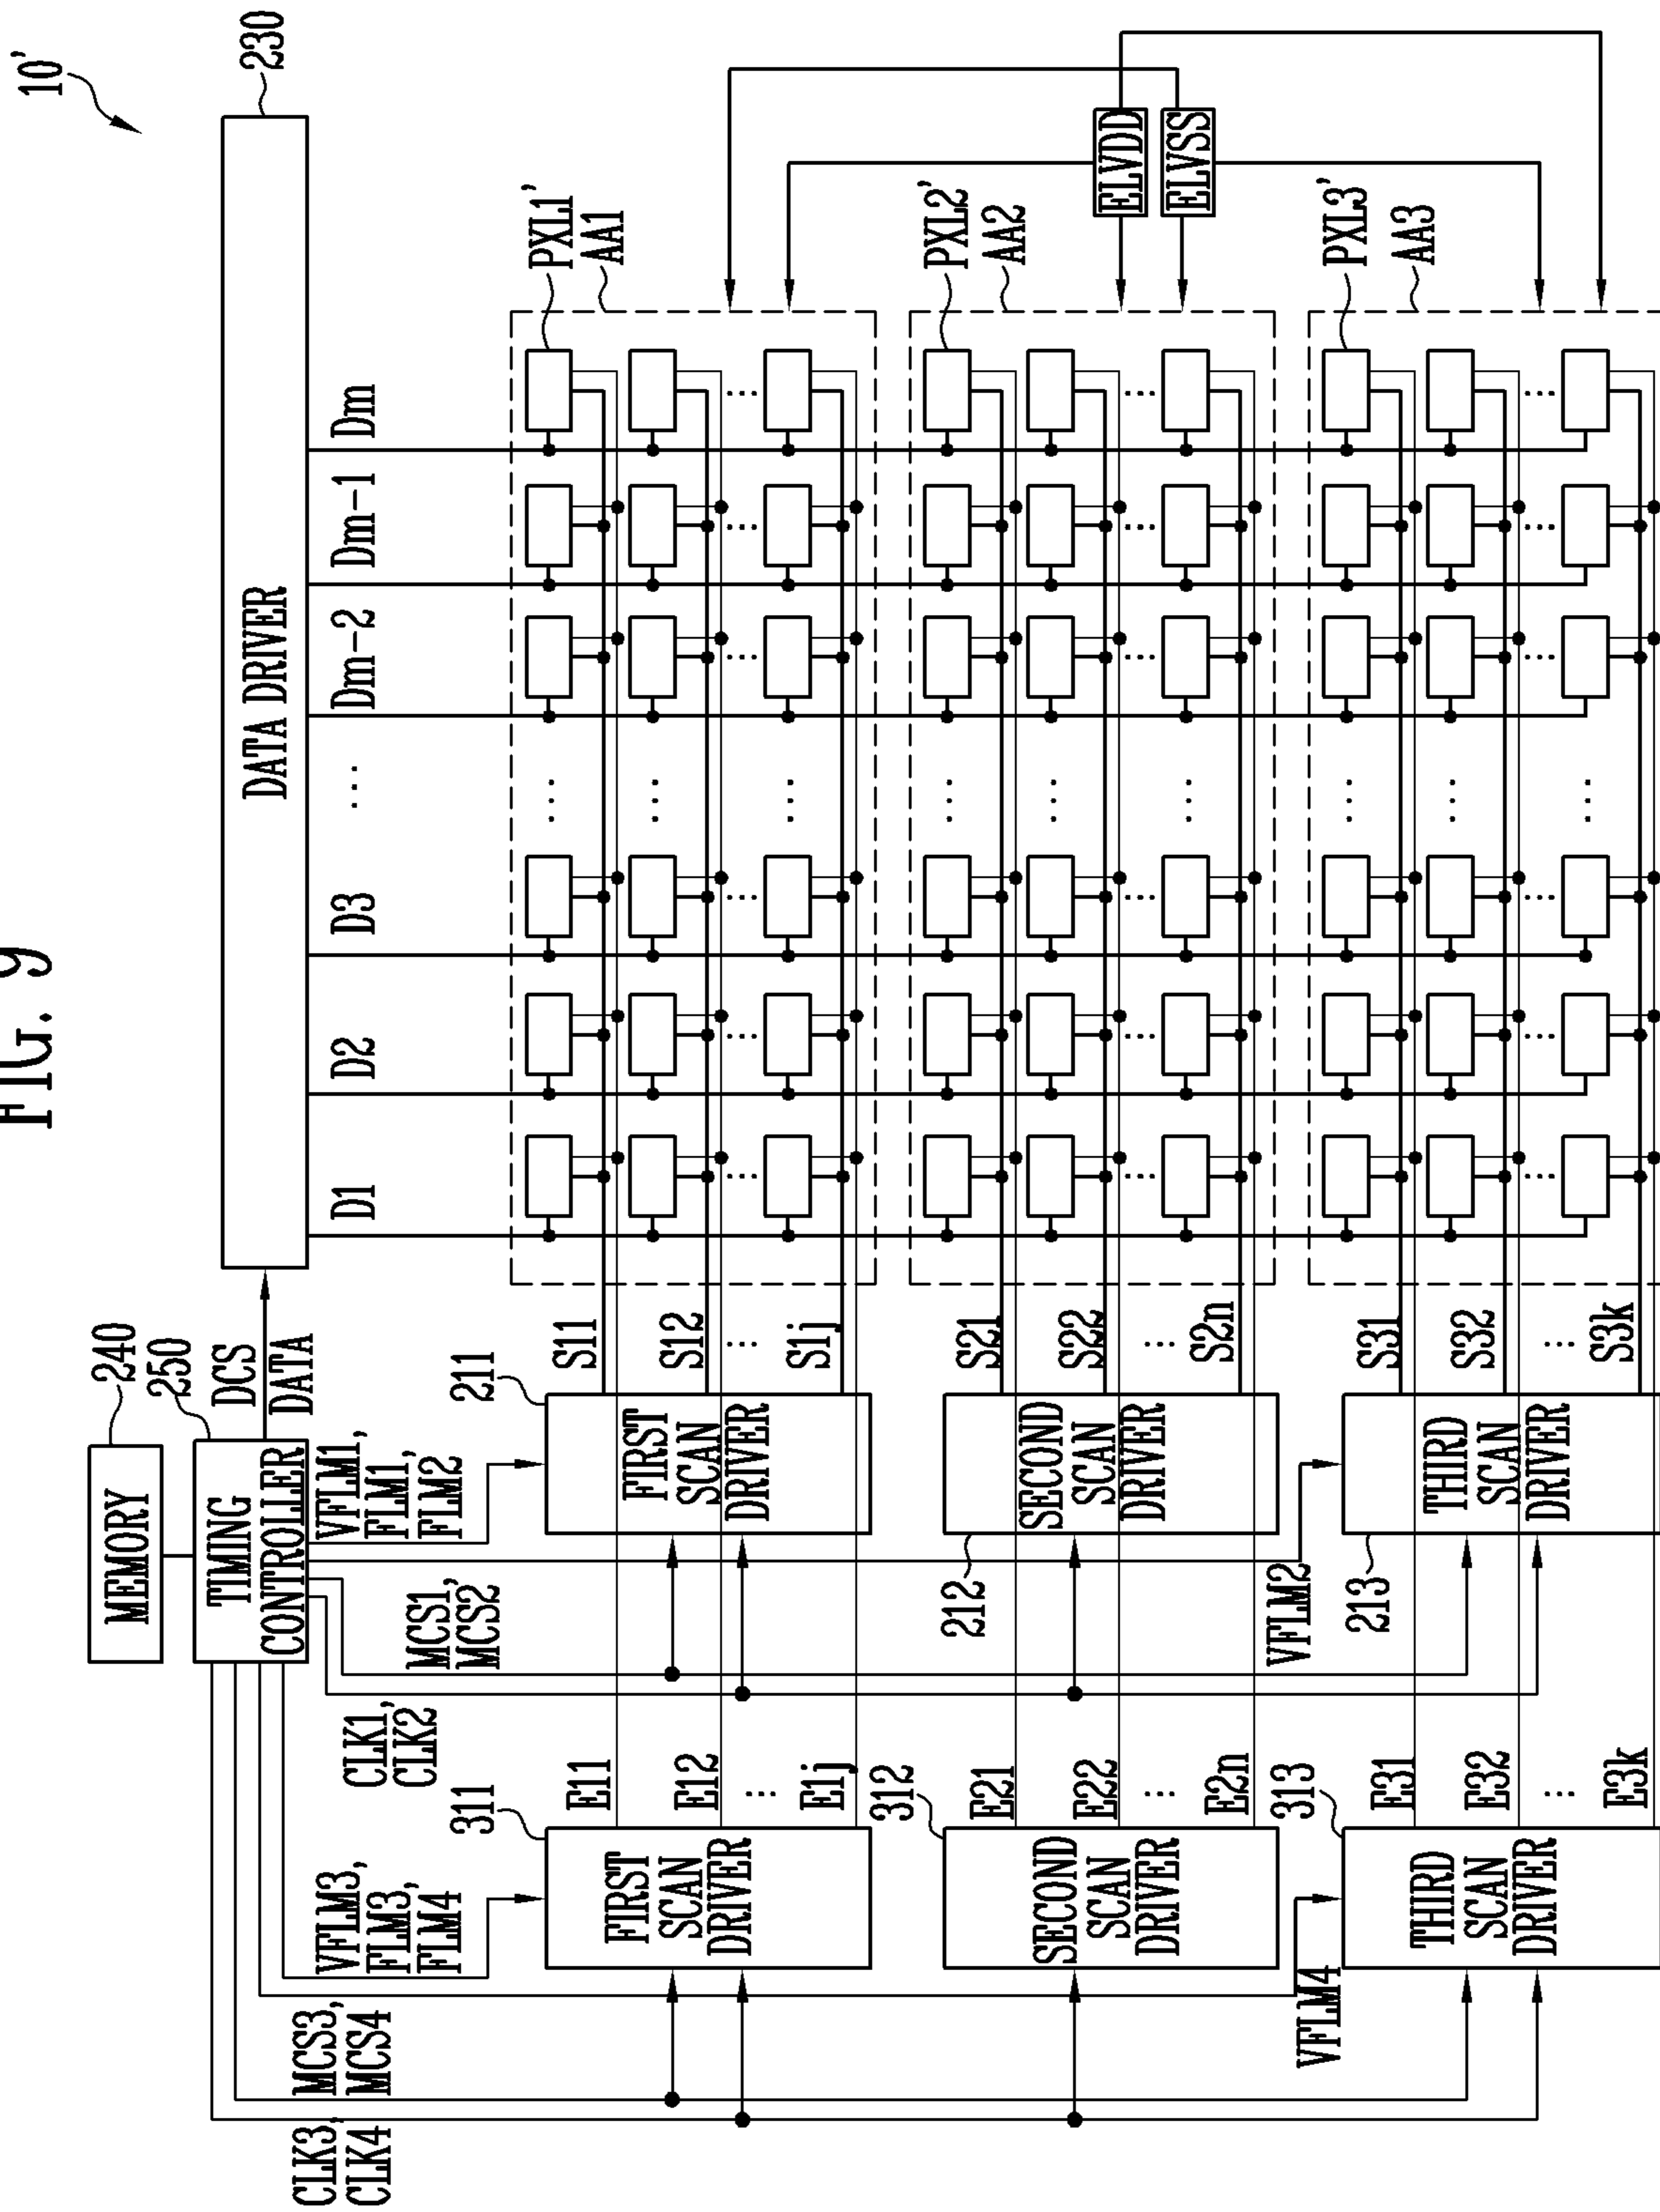 FIG. 9
10'
MEMORY
240
TIMING
CONTROLLER
250
DCS
DATA
DATA DRIVER
230
CLK3,
CLK4
MCS3,
MCS4
VFLM3,
FLM3,
FLM4
CLK1,
CLK2
MCS1,
MCS2
VFLM1,
FLM1,
FLM2
D1
D2
D3
...
Dm-2
Dm-1
Dm
311
FIRST
SCAN
DRIVER
E11
E12
...
E1j
211
FIRST
SCAN
DRIVER
S11
S12
...
S1j
PXL1'
AA1
312
SECOND
SCAN
DRIVER
E21
E22
...
E2n
212
SECOND
SCAN
DRIVER
S21
S22
...
S2n
PXL2'
AA2
ELVDD
ELVSS
VFLM4
313
THIRD
SCAN
DRIVER
E31
E32
...
E3k
VFLM2
213
THIRD
SCAN
DRIVER
S31
S32
...
S3k
PXL3'
AA3